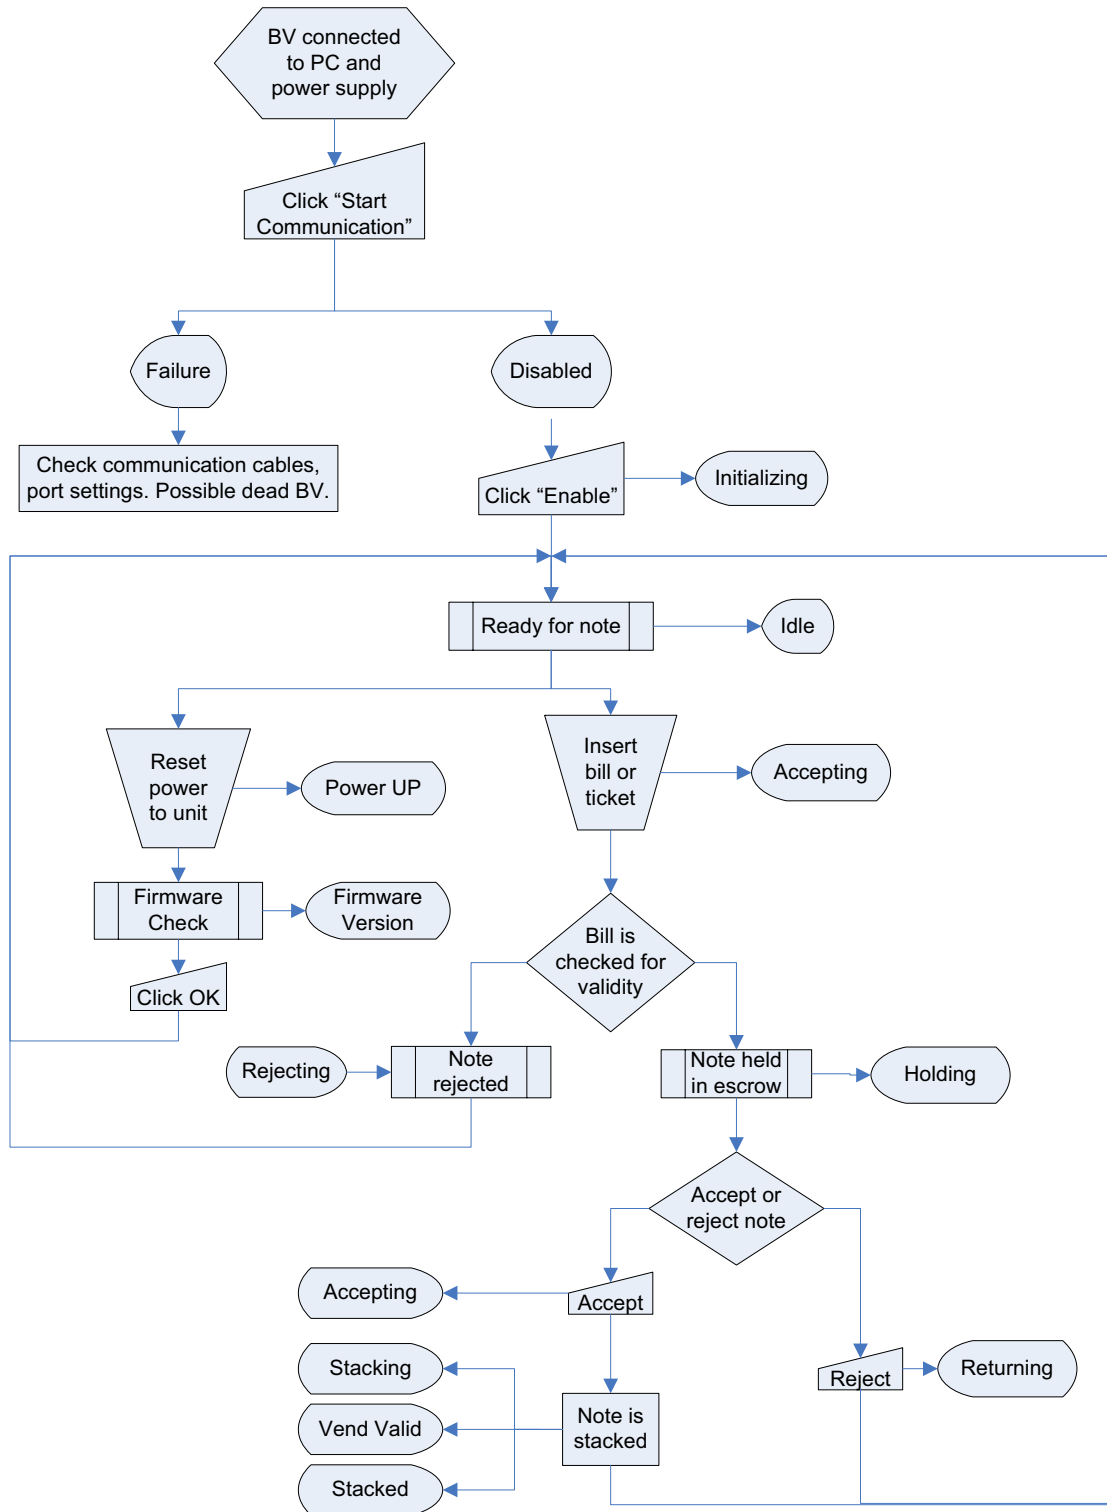 BV connected
to PC and
power supply
Click “Start
Communication”
Failure
Disabled
Check communication cables,
port settings. Possible dead BV.
Click “Enable”
Initializing
Ready for note
Idle
Reset
power
to unit
Power UP
Insert
bill or
ticket
Accepting
Firmware
Check
Firmware
Version
Click OK
Bill is
checked for
validity
Rejecting
Note
rejected
Note held
in escrow
Holding
Accept or
reject note
Accepting
Accept
Stacking
Vend Valid
Stacked
Note is
stacked
Reject
Returning